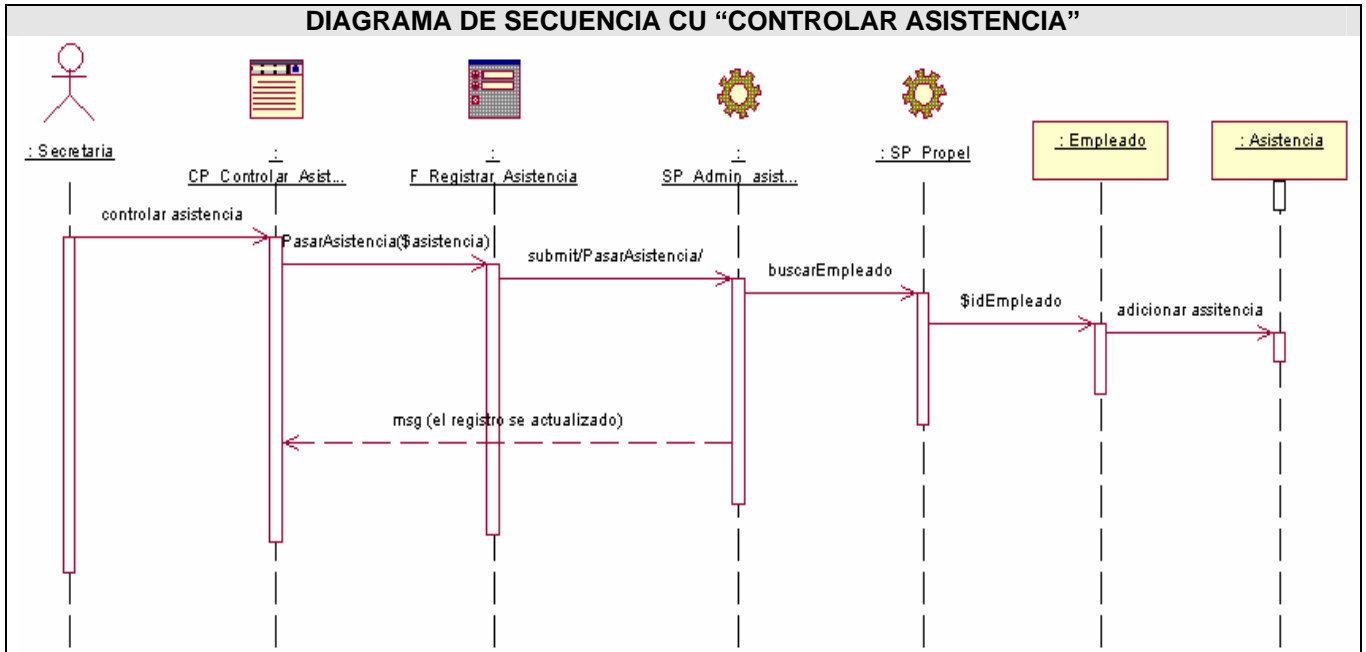 DIAGRAMA DE SECUENCIA CU “CONTROLAR ASISTENCIA”
: Secretaria
:
CP_Controlar_Asist...
:
F_Registrar_Asistencia
:
SP_Admin_asist...
: SP_Propel
: Empleado
: Asistencia
controlar asistencia
PasarAsistencia($asistencia)
submit/PasarAsistencia/
buscarEmpleado
$idEmpleado
adicionar assitencia
msg (el registro se actualizado)